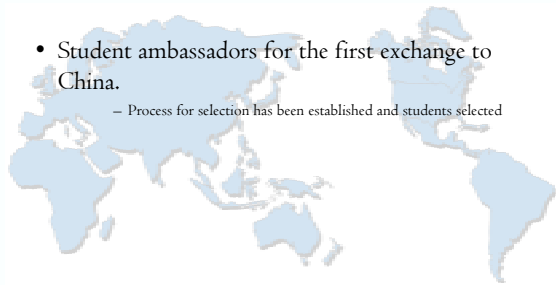 • Student ambassadors for the first exchange to
China.
– Process for selection has been established and students selected